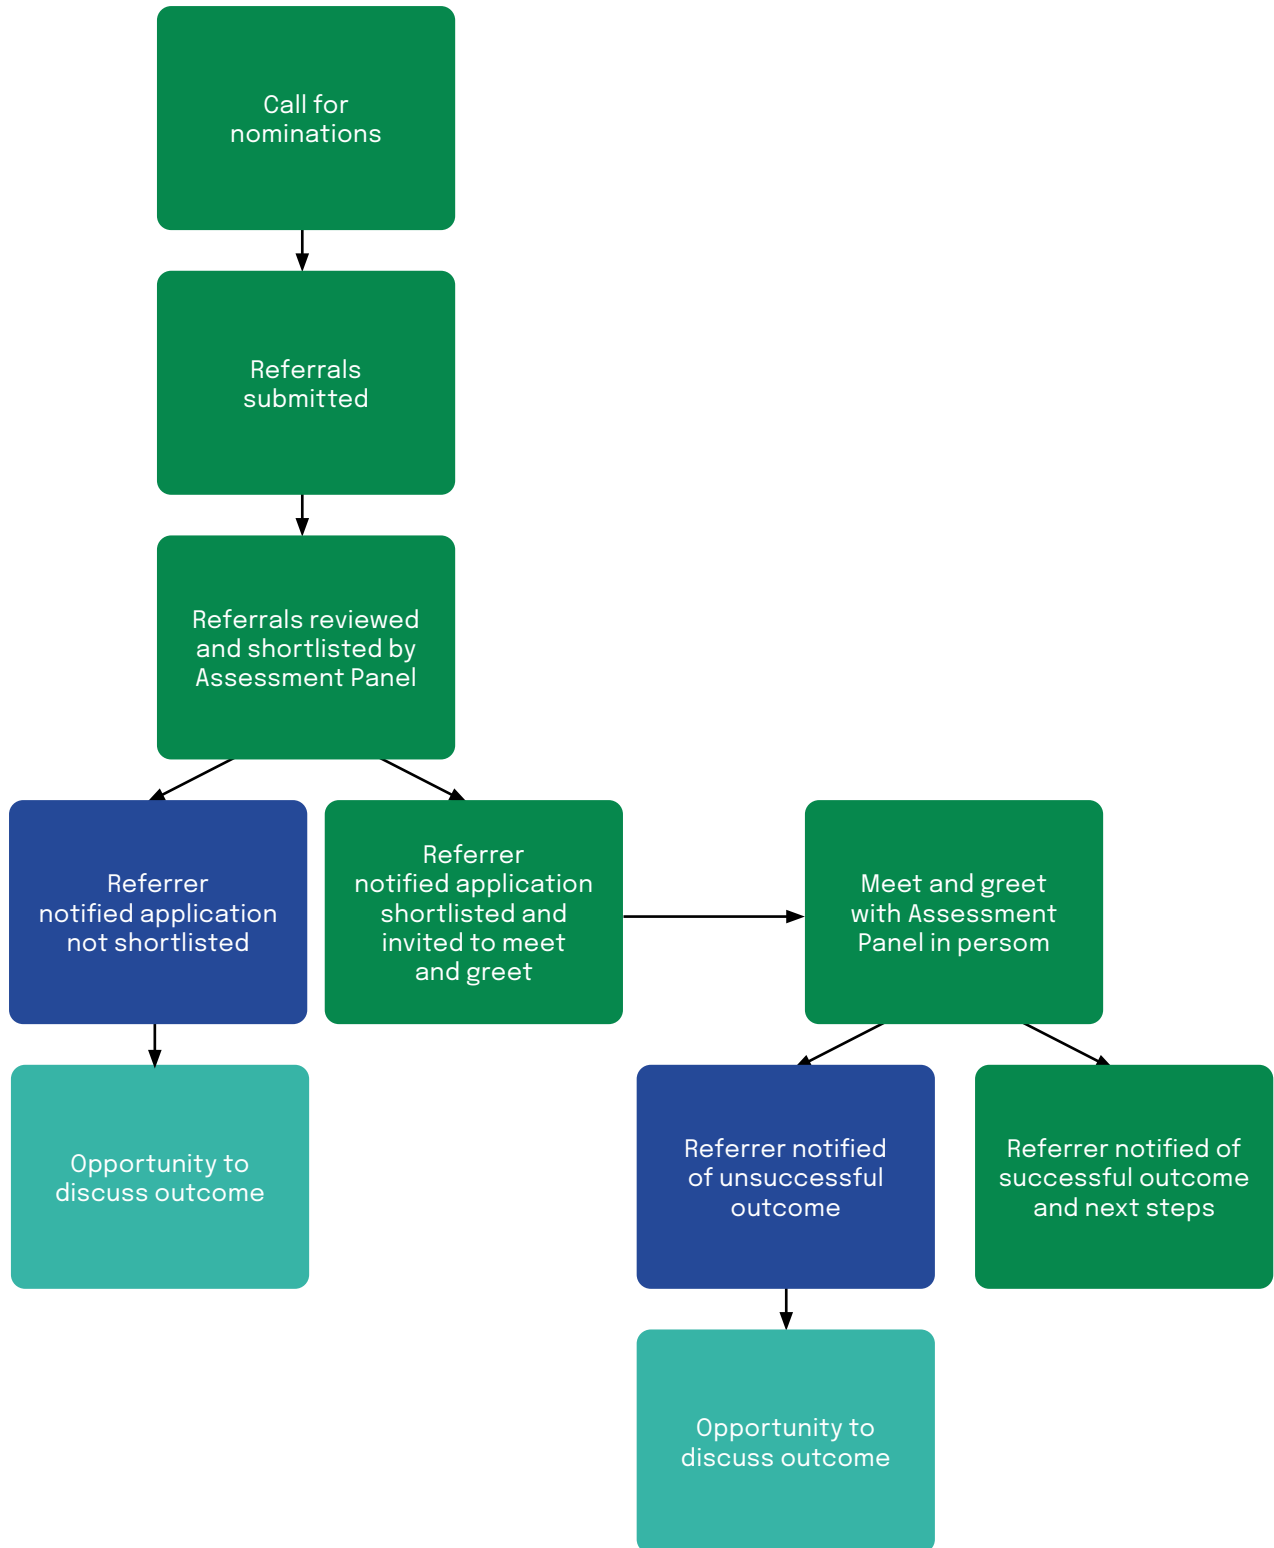 Call for
nominations
Referrals
submitted
Referrals reviewed
and shortlisted by
Assessment Panel
Referrer
notified application
not shortlisted
Referrer
notified application
shortlisted and
invited to meet
and greet
Meet and greet
with Assessment
Panel in persom
Opportunity to
discuss outcome
Referrer notified
of unsuccessful
outcome
Referrer notified of
successful outcome
and next steps
Opportunity to
discuss outcome